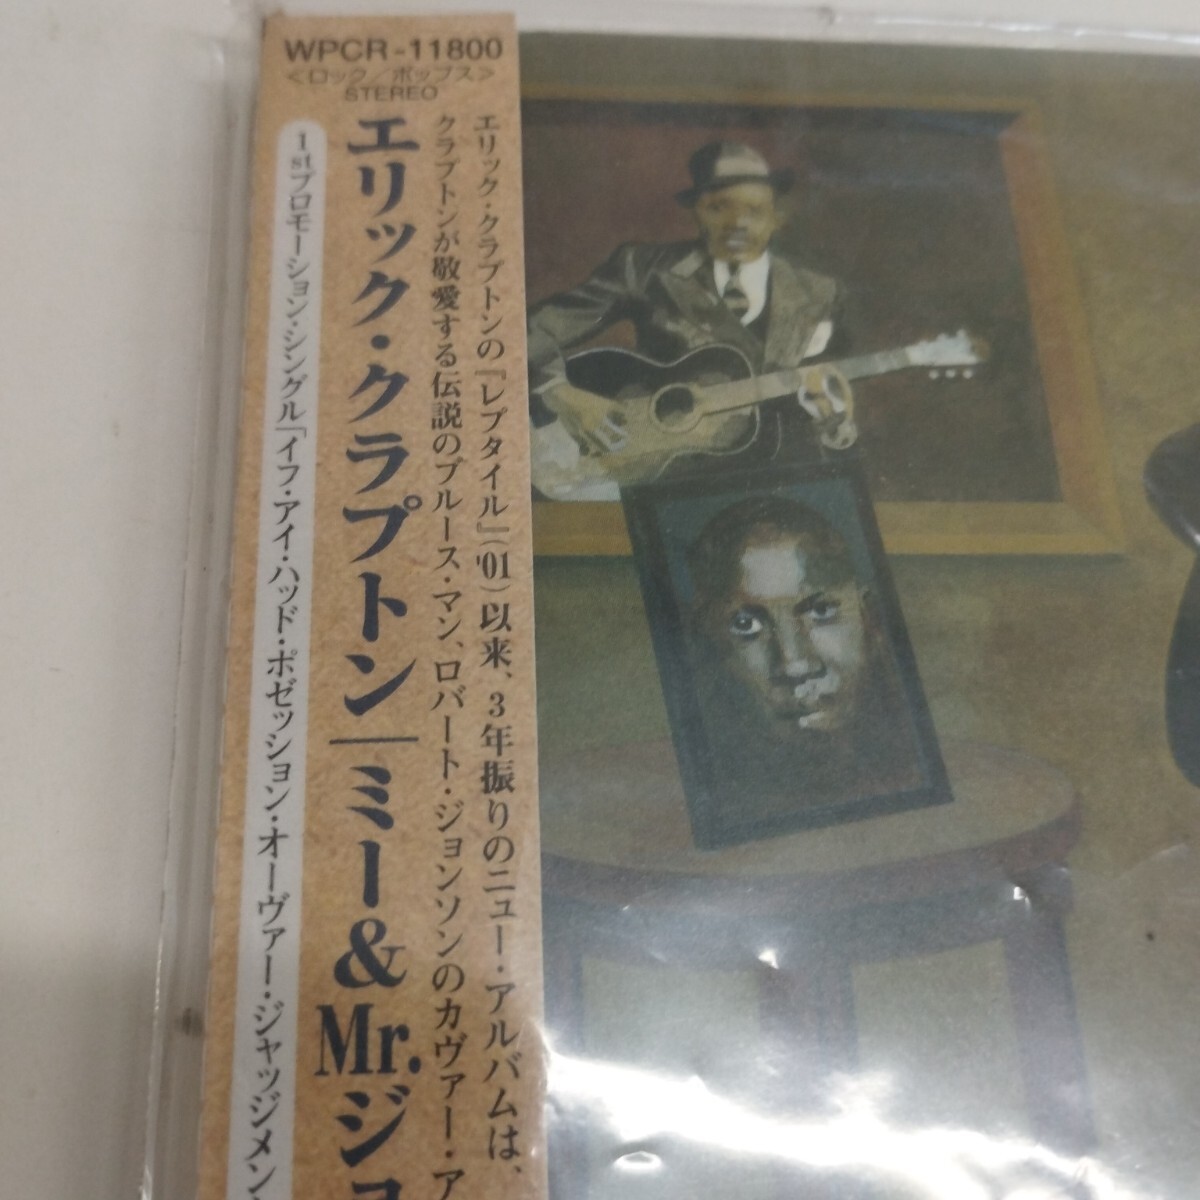 WPCR-11800
<ロック/ポップス>
STEREO
エリック・クラプトンの『レプタイル』('01)以来、3年振りのニュー・アルバムは、
クラプトンが敬愛する伝説のブルース・マン、ロバート・ジョンソンのカヴァー・ア
エリック・クラプトン|ミー&Mr.ジョ
1stプロモーション・シングル「イフ・アイ・ハッド・ポゼッション・オーヴァー・ジャッジメン